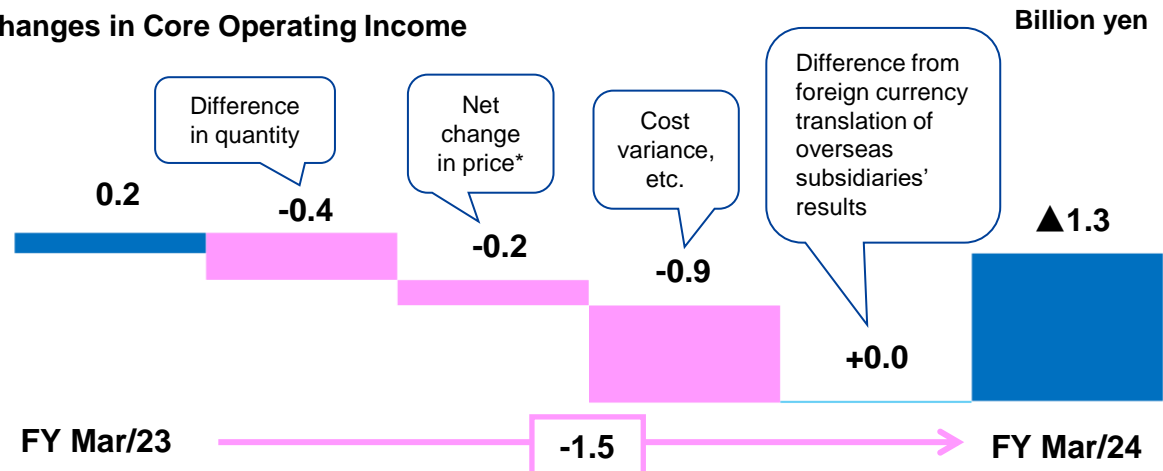 hanges in Core Operating Income
Billion yen
Difference
in quantity
Net
change
in price*
Cost
variance,
etc.
Difference from
foreign currency
translation of
overseas
subsidiaries’
results
0.2
-0.4
-0.2
-0.9
+0.0
▲1.3
FY Mar/23
-1.5
FY Mar/24